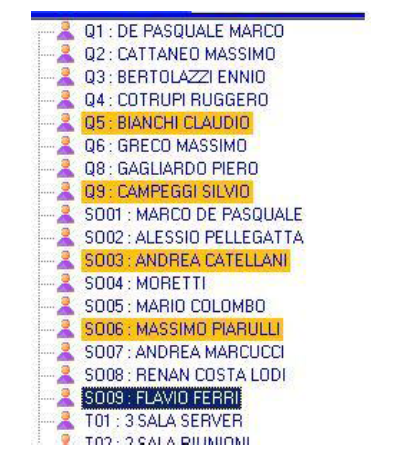 Q1 : DE PASQUALE MARCO
Q2 : CATTANEO MASSIMO
Q3 : BERTOLAZZI ENNIO
Q4 : COTRUPI RUGGERO
Q5 : BIANCHI CLAUDIO
Q6 : GRECO MASSIMO
Q8 : GAGLIARDO PIERO
Q9 : CAMPEGGI SILVIO
SO01 : MARCO DE PASQUALE
SO02 : ALESSIO PELLEGATTA
SO03 : ANDREA CATELLANI
SO04 : MORETTI
SO05 : MARIO COLOMBO
SO06 : MASSIMO PIARULLI
SO07 : ANDREA MARCUCCI
SO08 : RENAN COSTA LODI
SO09 : FLAVIO FERRI
T01 : 3 SALA SERVER
T02 : 2 SALA RIUNIONI